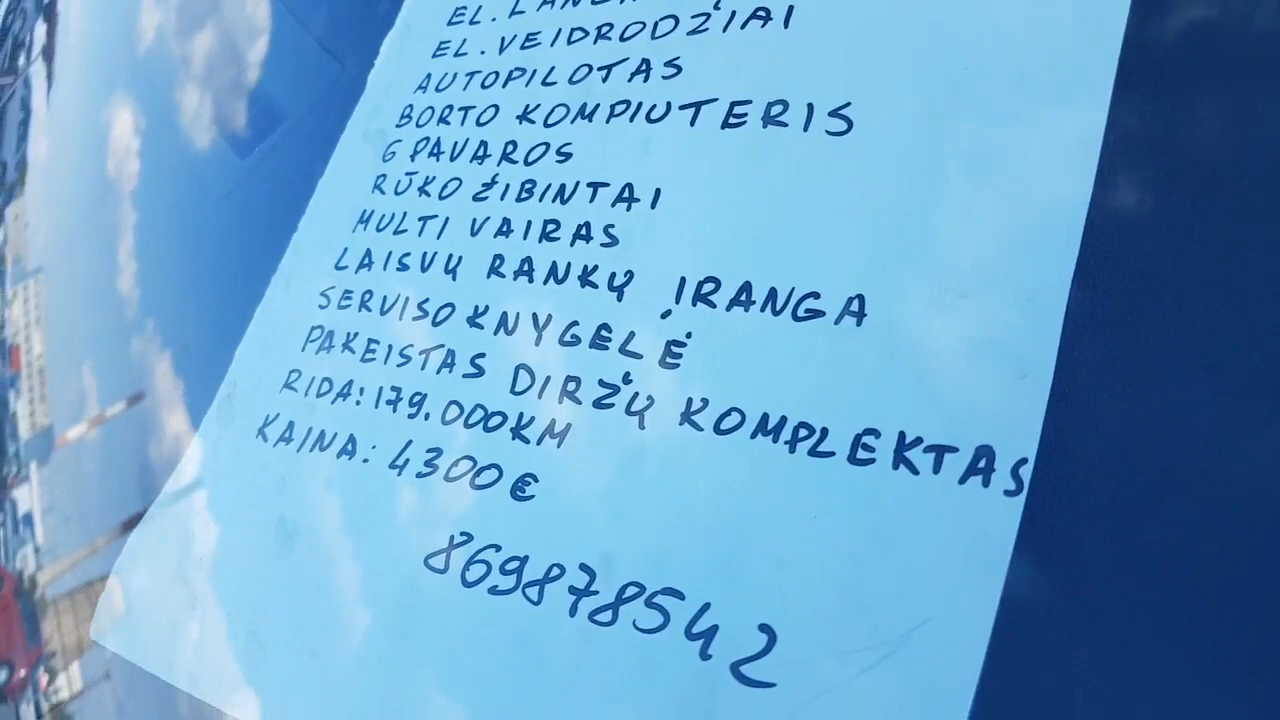 EL.
EL. VEIDRODŽIAI
AUTOPILOTAS
BORTO KOMPIUTERIS
6 PAVAROS
RŪKO ŽIBINTAI
MULTI VAIRAS
LAISVŲ RANKŲ ĮRANGA
SERVISO KNYGELĖ
PAKEISTAS DIRŽŲ KOMPLEKTAS
RIDA: 179.000KM
KAINA: 4300€
869878542